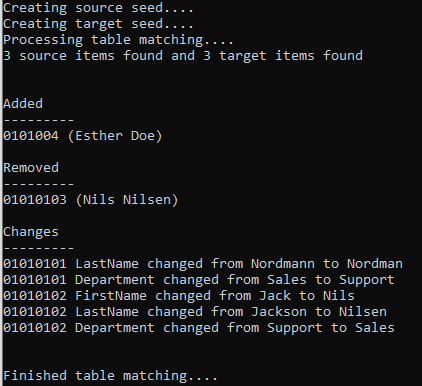 Creating source seed....
Creating target seed....
Processing table matching....
3 source items found and 3 target items found
Added
---------
0101004 (Esther Doe)
Removed
---------
01010103 (Nils Nilsen)
Changes
---------
01010101 LastName changed from Nordmann to Nordman
01010101 Department changed from Sales to Support
01010102 FirstName changed from Jack to Nils
01010102 LastName changed from Jackson to Nilsen
01010102 Department changed from Support to Sales
Finished table matching....